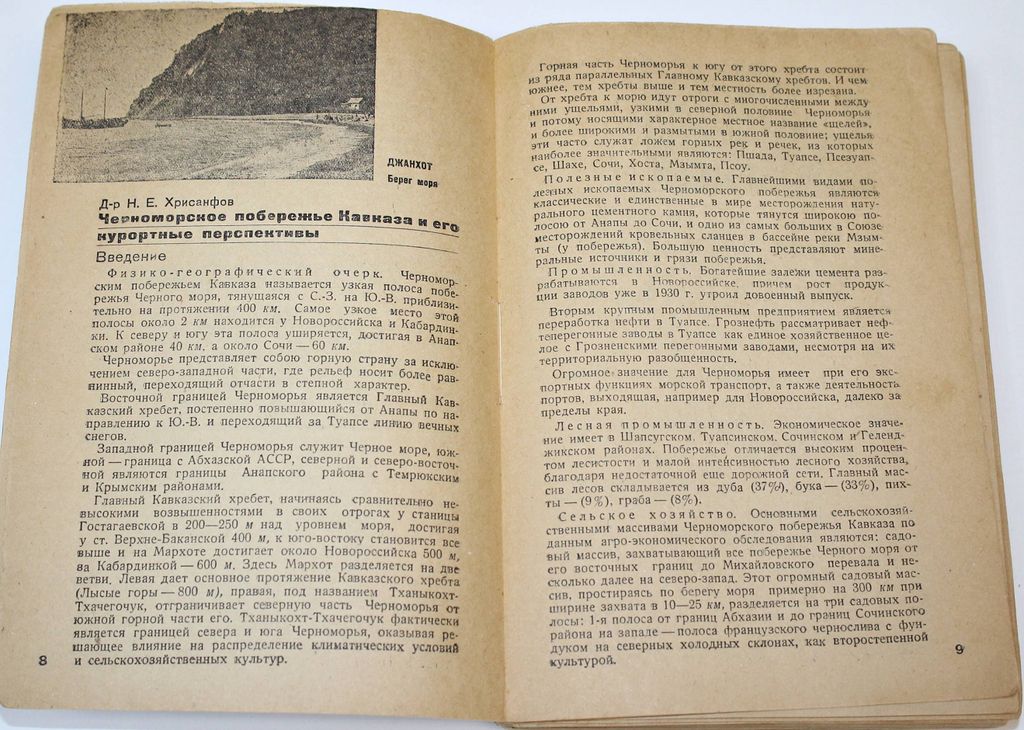 ДЖАНХОТ
Берег моря
Д-р Н. Е. Хрисанфов
Черноморское побережье Кавказа и его
курортные перспективы
Введение
Физико-географический очерк. Черномор-
ским побережьем Кавказа называется узкая полоса побе-
режья Черного моря, тянущаяся с С.-З. на Ю.-В. приблизи-
тельно на протяжении 400 км. Самое узкое место этой
полосы около 2 км находится у Новороссийска и Кабардин-
ки. К северу и югу эта полоса уширяется, достигая в Анап-
ском районе 40 км, а около Сочи — 60 км.
Черноморье представляет собою горную страну за исклю-
чением северо-западной части, где рельеф носит более рав-
нинный, переходящий отчасти в степной характер.
Восточной границей Черноморья является Главный Кав-
казский хребет, постепенно повышающийся от Анапы по на-
правлению к Ю.-В. и переходящий за Туапсе линию вечных
снегов.
Западной границей Черноморья служит Черное море, юж-
ной — граница с Абхазской АССР, северной и северо-восточ-
ной являются границы Анапского района с Темрюкским
и Крымским районами.
Главный Кавказский хребет, начинаясь сравнительно не-
высокими возвышенностями в своих отрогах у станицы
Гостагаевской в 200—250 м над уровнем моря, достигая
у ст. Верхне-Баканской 400 м, к юго-востоку становится все
выше и на Мархоте достигает около Новороссийска 500 м,
за Кабардинкой — 600 м. Здесь Мархот разделяется на две
ветви. Левая дает основное протяжение Кавказского хребта
(Лысые горы — 800 м), правая, под названием Тханыкохт-
Тхачегочук, отграничивает северную часть Черноморья от
южной горной части его. Тханыкохт-Тхачегочук фактически
является границей севера и юга Черноморья, оказывая ре-
шающее влияние на распределение климатических условий
и сельскохозяйственных культур.
8
Горная часть Черноморья к югу от этого хребта состоит
из ряда параллельных Главному Кавказскому хребтов. И чем
южнее, тем хребты выше и тем местность более изрезана.
От хребта к морю идут отроги с многочисленными между
ними ущельями, узкими в северной половине Черноморья
и потому носящими характерное местное название «щелей»,
и более широкими и размытыми в южной половине; ущелья
эти часто служат ложем горных рек и речек, из которых
наиболее значительными являются: Пшада, Туапсе, Псезуап-
се, Шахе, Сочи, Хоста, Мзымта, Псоу.
Полезные ископаемые. Главнейшими видами по-
лезных ископаемых Черноморского побережья являются
классические и единственные в мире месторождения нату-
рального цементного камня, которые тянутся широкою по-
лосою от Анапы до Сочи, и одно из самых больших в Союзе
месторождений кровельных сланцев в бассейне реки Мзым-
ты (у побережья). Большую ценность представляют мине-
ральные источники и грязи побережья.
Промышленность. Богатейшие залежи цемента раз-
рабатываются в Новороссийске, причем рост продук-
ции заводов уже в 1930 г. утроил довоенный выпуск.
Вторым крупным промышленным предприятием является
переработка нефти в Туапсе. Грознефть рассматривает неф-
теперегонные заводы в Туапсе как единое хозяйственное це-
лое с Грозненскими перегонными заводами, несмотря на их
территориальную разобщенность.
Огромное значение для Черноморья имеет при его экс-
портных функциях морской транспорт, а также деятельность
портов, выходящая, например для Новороссийска, далеко за
пределы края.
Лесная промышленность. Экономическое значе-
ние имеет в Шапсугском, Туапсинском, Сочинском и Гелен-
джикском районах. Побережье отличается высоким процен-
том лесистости и малой интенсивностью лесного хозяйства,
благодаря недостаточной еще дорожной сети. Главный мас-
сив лесов складывается из дуба (37%), бука — (33%), пих-
ты — (9%), граба — (8%).
Сельское хозяйство. Основными сельскохозяй-
ственными массивами Черноморского побережья Кавказа по
данным агро-экономического обследования являются: садо-
вый массив, захватывающий все побережье Черного моря от
его восточных границ до Михайловского перевала и не-
сколько далее на северо-запад. Этот огромный садовый мас-
сив, простираясь по берегу моря примерно на 300 км при
ширине захвата в 10—25 км, разделяется на три садовых по-
лосы: 1-я полоса от границ Абхазии и до границ Сочинского
района на западе — полоса французского чернослива с фун-
дуком на северных холодных склонах, как второстепенной
культурой.
9